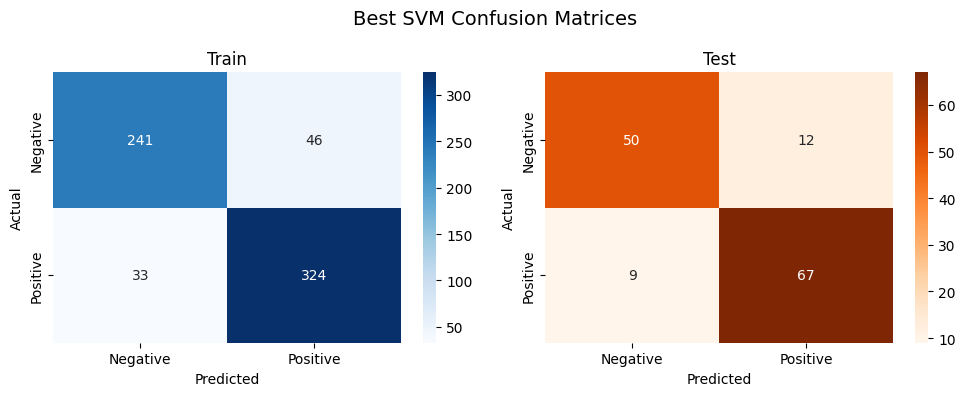 Best SVM Confusion Matrices
Train
Negative
Positive
Actual
241
46
33
324
Negative
Positive
Predicted
300
250
200
150
100
50
Test
Negative
Positive
Actual
50
12
9
67
Negative
Positive
Predicted
60
50
40
30
20
10